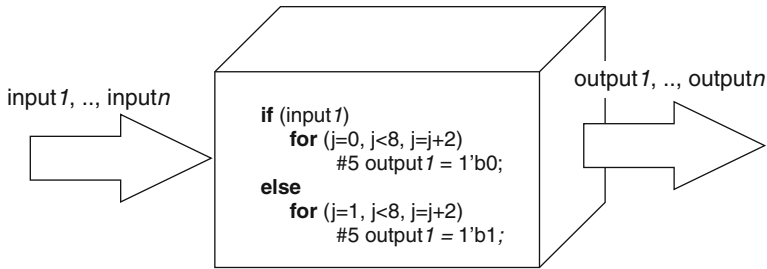 input1, .., inputn
output1, .., outputn
if (input1)
for (j=0, j<8, j=j+2)
#5 output1 = 1'b0;
else
for (j=1, j<8, j=j+2)
#5 output1 = 1'b1;